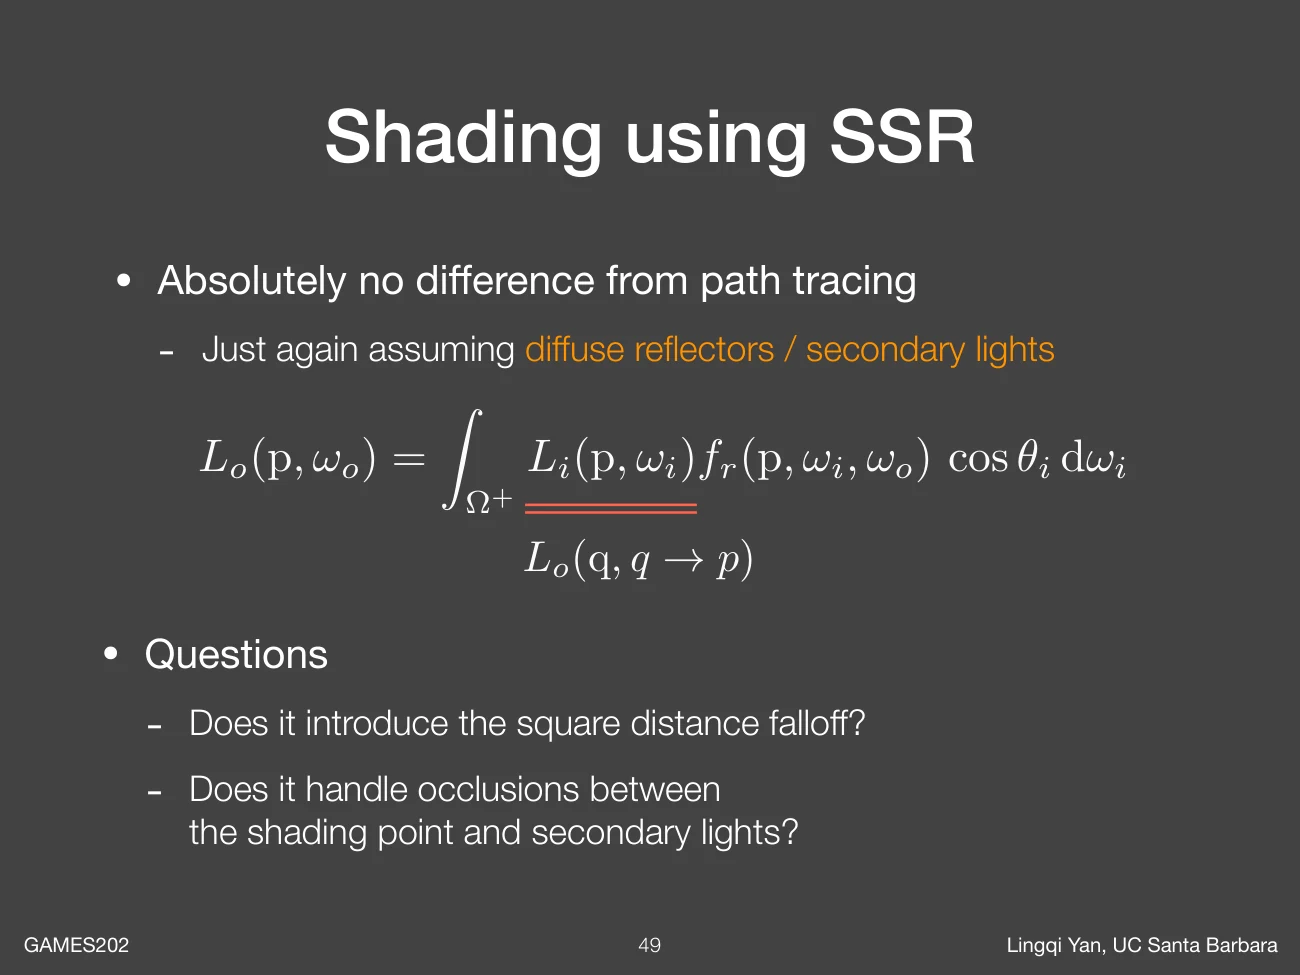 Shading using SSR
• Absolutely no difference from path tracing
- Just again assuming diffuse reflectors / secondary lights
L_o(p, ω_o) = ∫_{Ω^+} L_i(p, ω_i) f_r(p, ω_i, ω_o) cos θ_i dω_i
L_o(q, q → p)
• Questions
- Does it introduce the square distance falloff?
- Does it handle occlusions between
the shading point and secondary lights?
GAMES202
49
Lingqi Yan, UC Santa Barbara